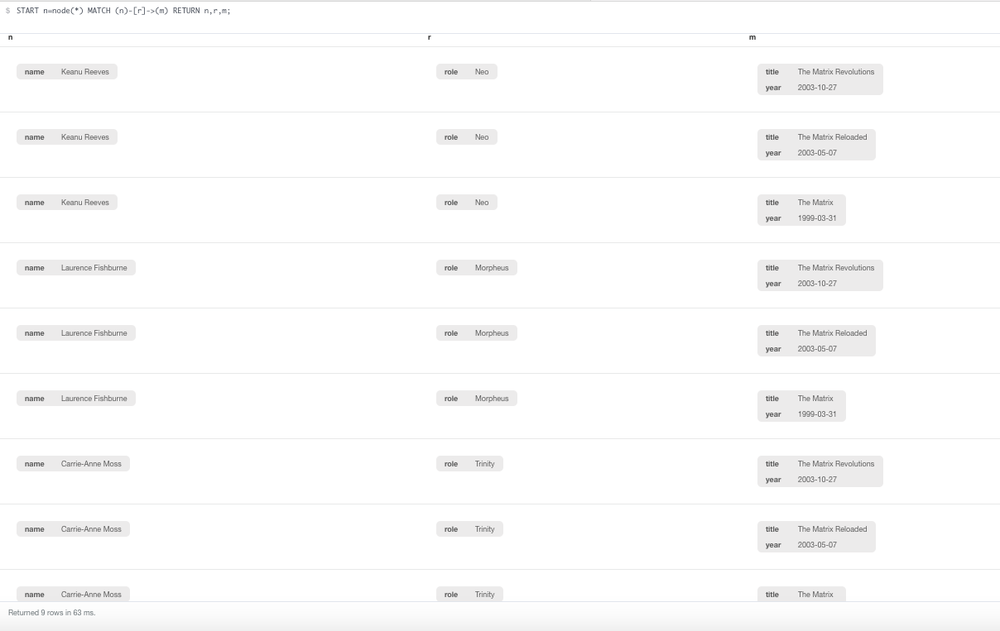 $ START n=node(*) MATCH (n)-[r]->(m) RETURN n,r,m;
n r m
name Keanu Reeves role Neo title The Matrix Revolutions
year 2003-10-27
name Keanu Reeves role Neo title The Matrix Reloaded
year 2003-05-07
name Keanu Reeves role Neo title The Matrix
year 1999-03-31
name Laurence Fishburne role Morpheus title The Matrix Revolutions
year 2003-10-27
name Laurence Fishburne role Morpheus title The Matrix Reloaded
year 2003-05-07
name Laurence Fishburne role Morpheus title The Matrix
year 1999-03-31
name Carrie-Anne Moss role Trinity title The Matrix Revolutions
year 2003-10-27
name Carrie-Anne Moss role Trinity title The Matrix Reloaded
year 2003-05-07
name Carrie-Anne Moss role Trinity title The Matrix
Returned 9 rows in 63 ms.